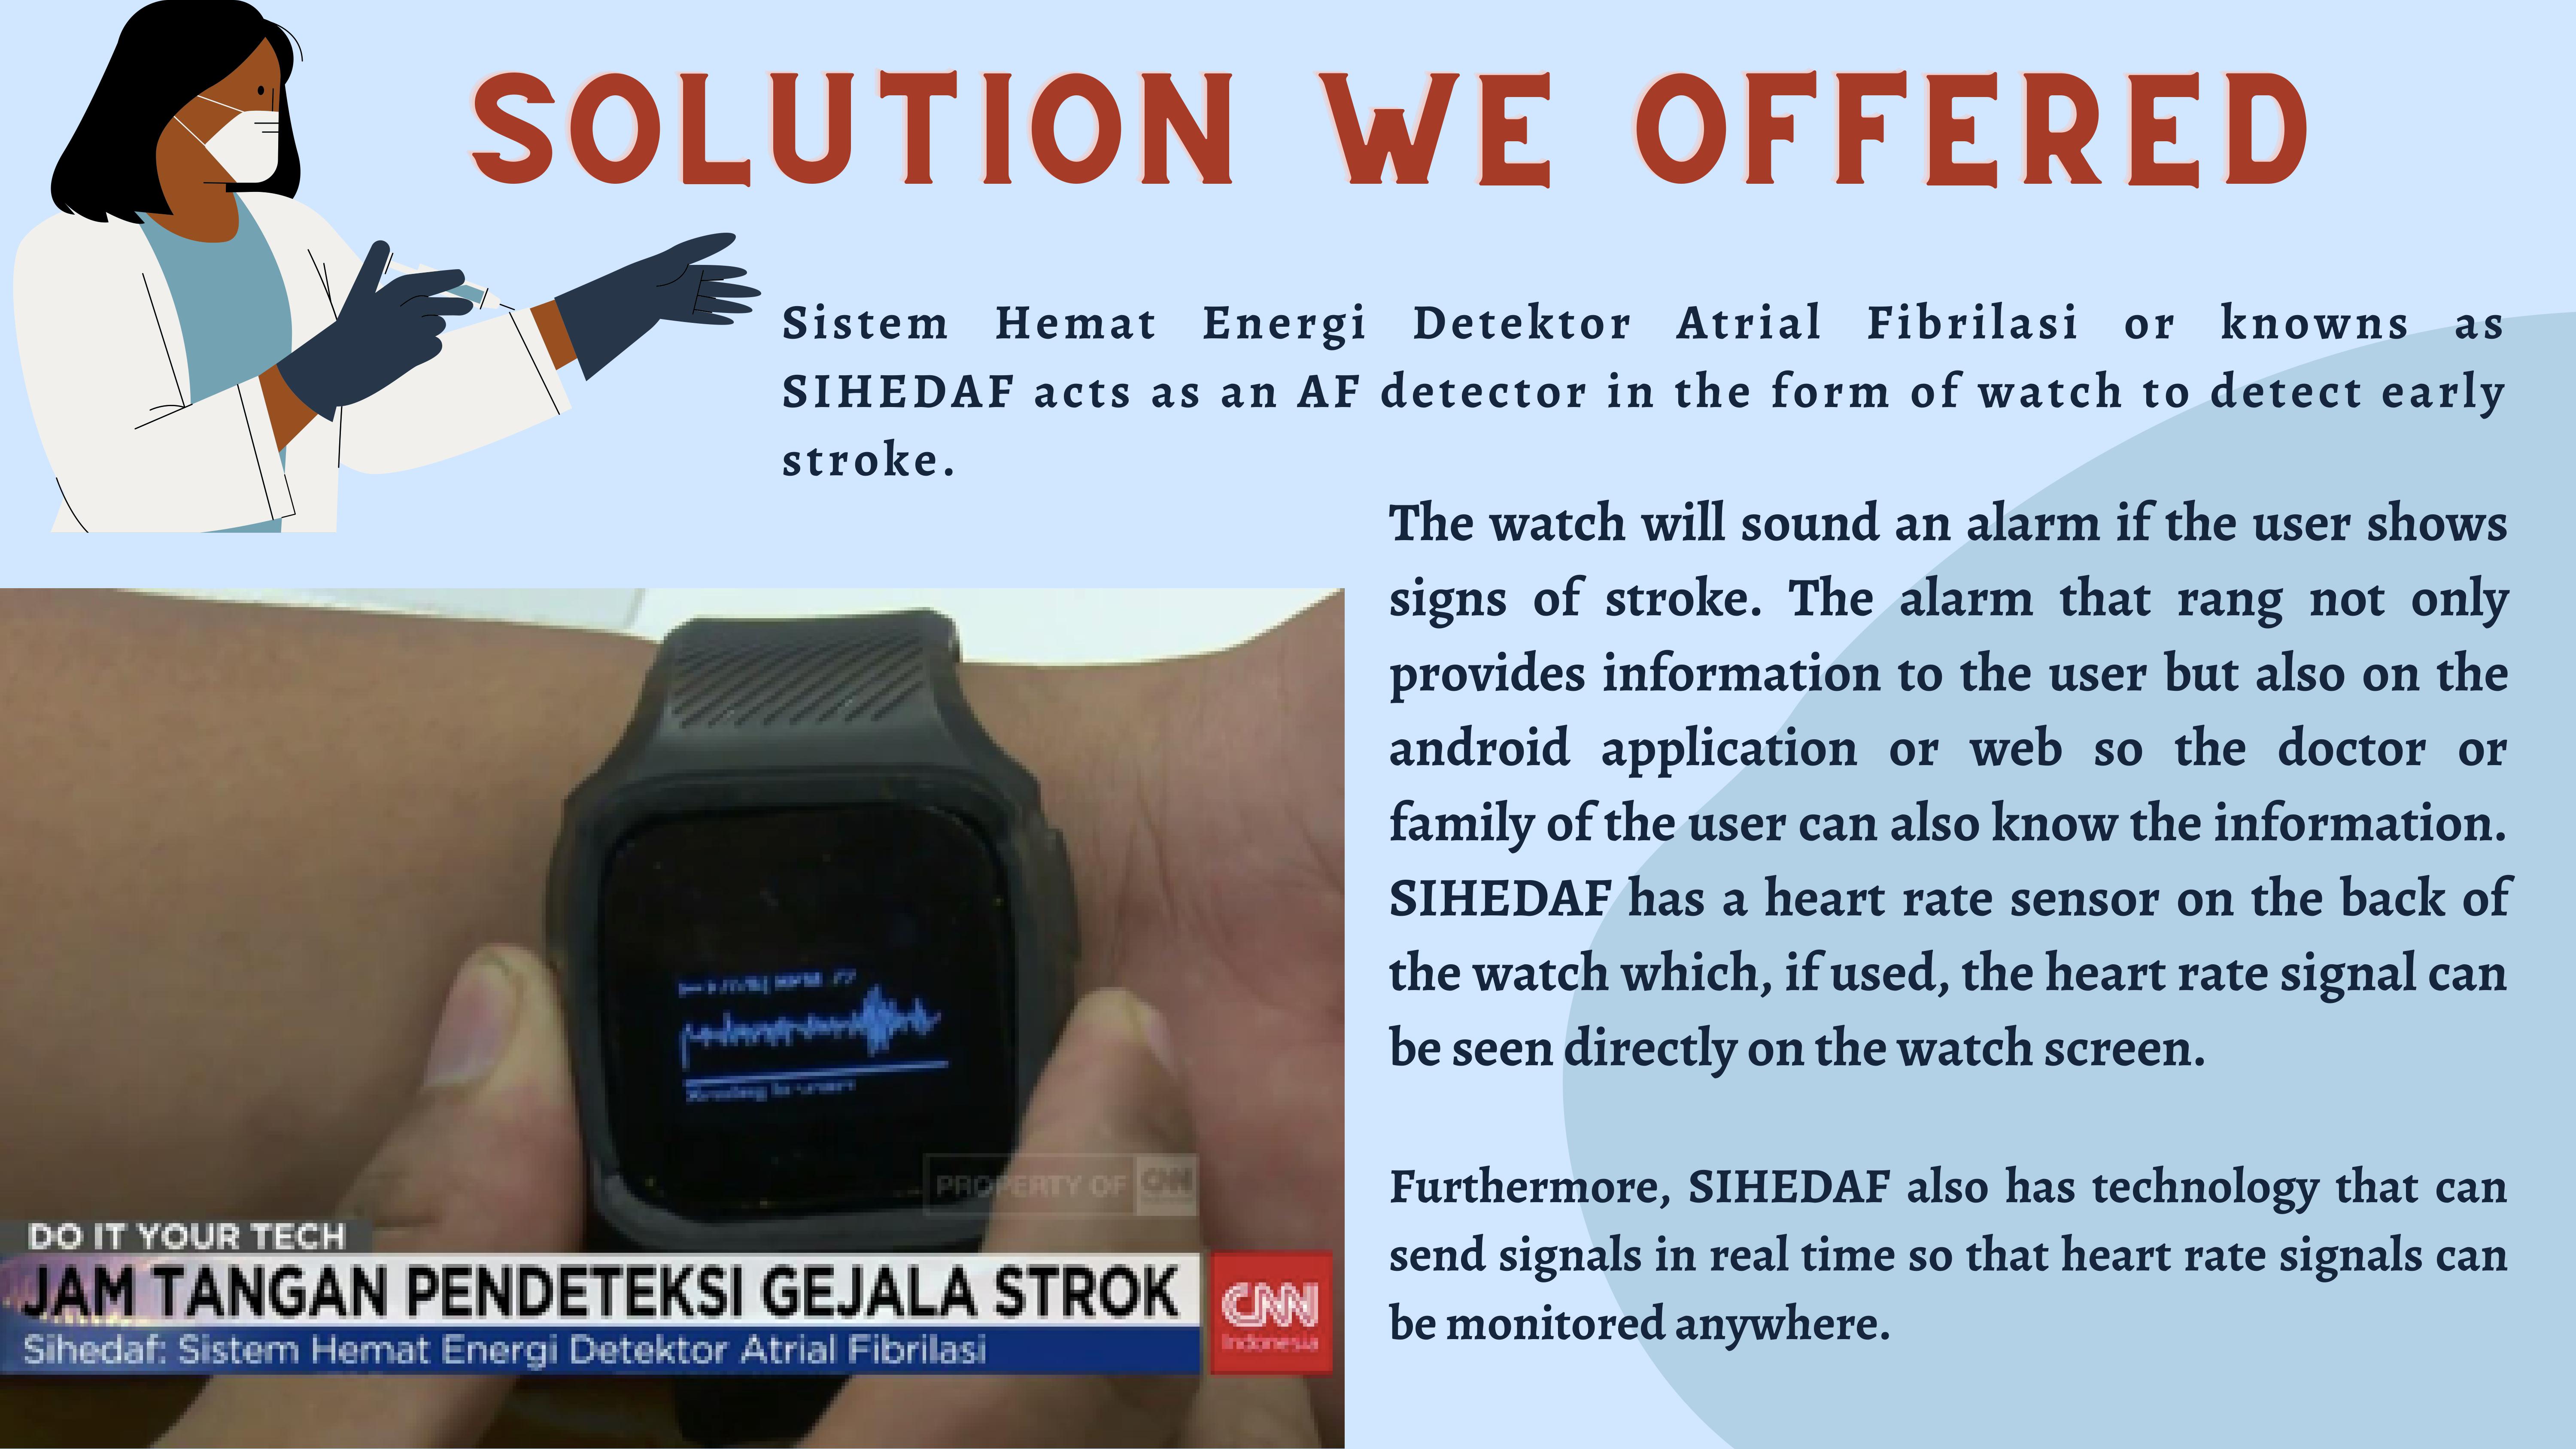 SOLUTION WE OFFERED
Sistem Hemat Energi Detektor Atrial Fibrilasi or knowns as
SIHEDAF acts as an AF detector in the form of watch to detect early
stroke.
The watch will sound an alarm if the user shows
signs of stroke. The alarm that rang not only
provides information to the user but also on the
android application or web so the doctor or
family of the user can also know the information.
SIHEDAF has a heart rate sensor on the back of
the watch which, if used, the heart rate signal can
be seen directly on the watch screen.
Furthermore, SIHEDAF also has technology that can
send signals in real time so that heart rate signals can
be monitored anywhere.
PROPERTY OF CNN
DO IT YOUR TECH
JAM TANGAN PENDETEKSI GEJALA STROK
Sihedaf: Sistem Hemat Energi Detektor Atrial Fibrilasi
CNN
Indonesia